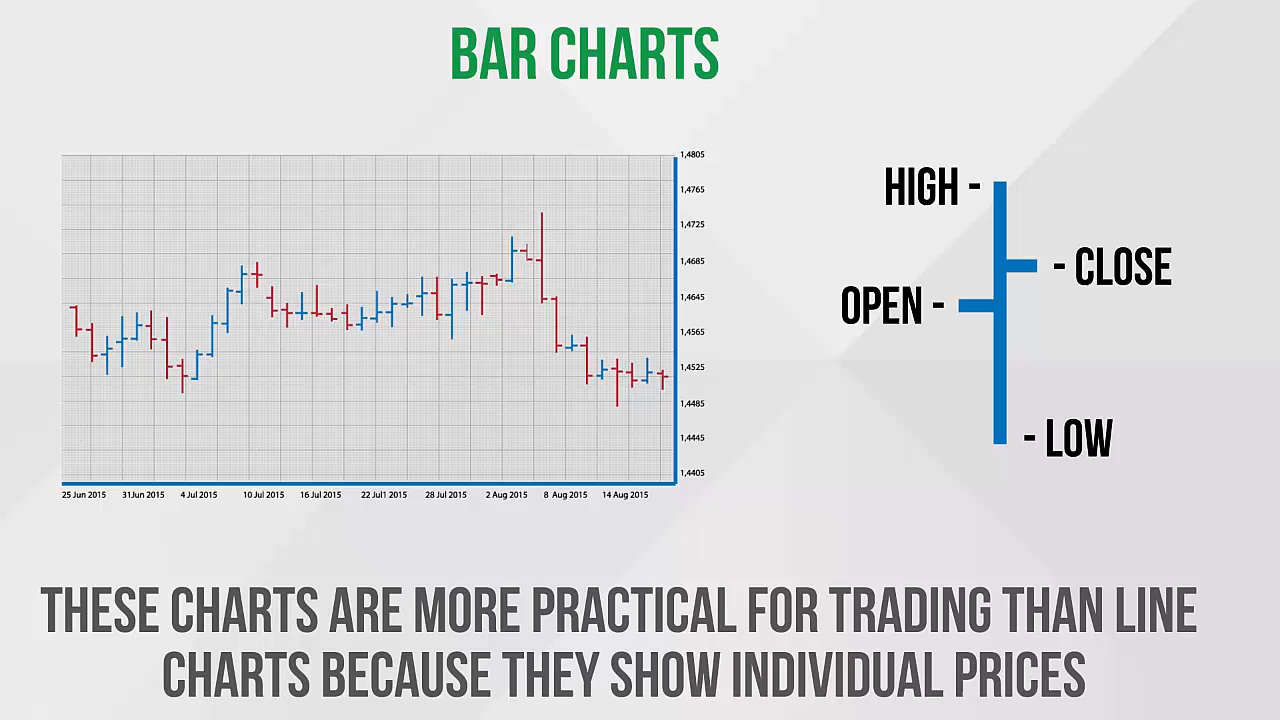 BAR CHARTS
1,4805
1,4765
1,4725
1,4685
1,4645
1,4565
1,4525
1,4485
1,4445
1,4405
25 Jun 2015 31Jun 2015 4 Jul 2015 10 Jul 2015 16 Jul 2015 22 Jul1 2015 28 Jul 2015 2 Aug 2015 8 Aug 2015 14 Aug 2015
HIGH -
- CLOSE
OPEN -
- LOW
THESE CHARTS ARE MORE PRACTICAL FOR TRADING THAN LINE
CHARTS BECAUSE THEY SHOW INDIVIDUAL PRICES